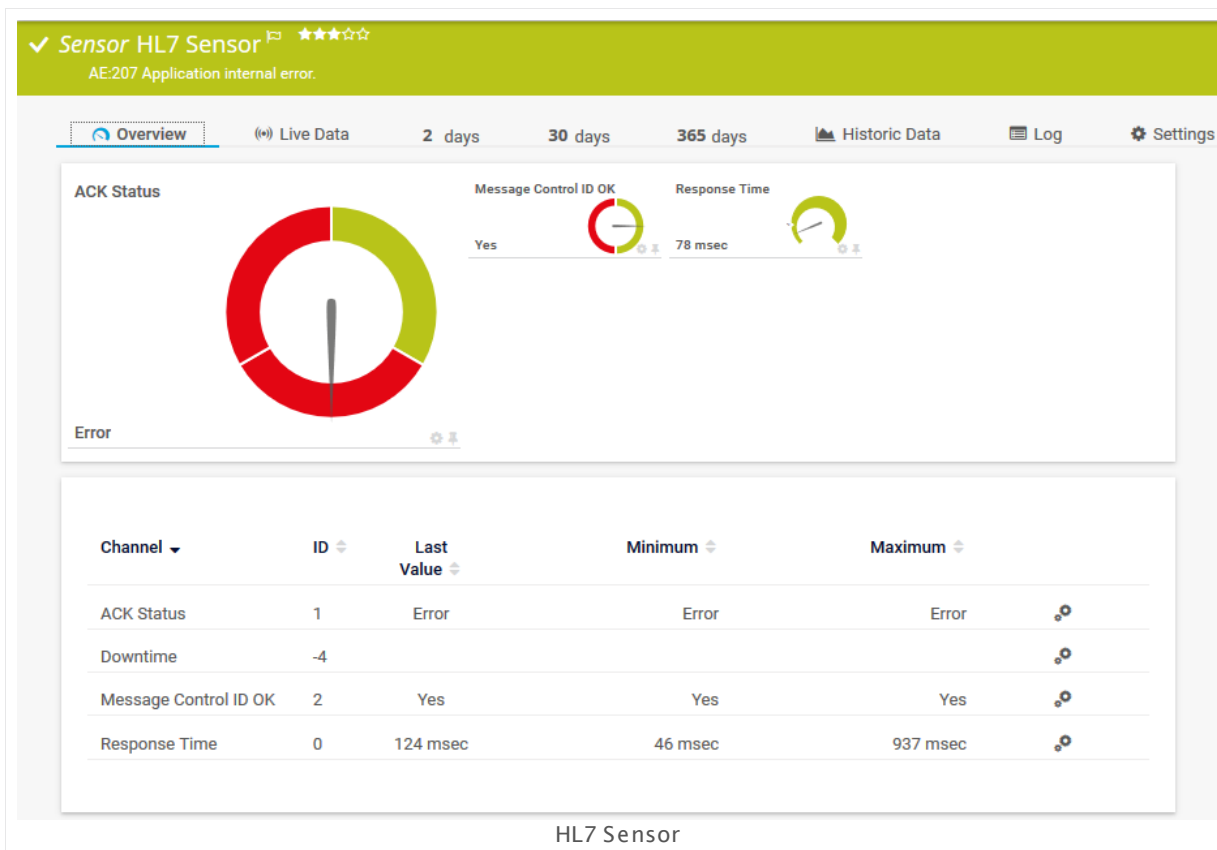 Sensor HL7 Sensor
AE:207 Application internal error.
Overview Live Data 2 days 30 days 365 days Historic Data Log Settings
ACK Status
Error
Message Control ID OK
Yes
Response Time
78 msec
Channel ID Last Value Minimum Maximum
ACK Status 1 Error Error Error
Downtime -4
Message Control ID OK 2 Yes Yes Yes
Response Time 0 124 msec 46 msec 937 msec
HL7 Sensor